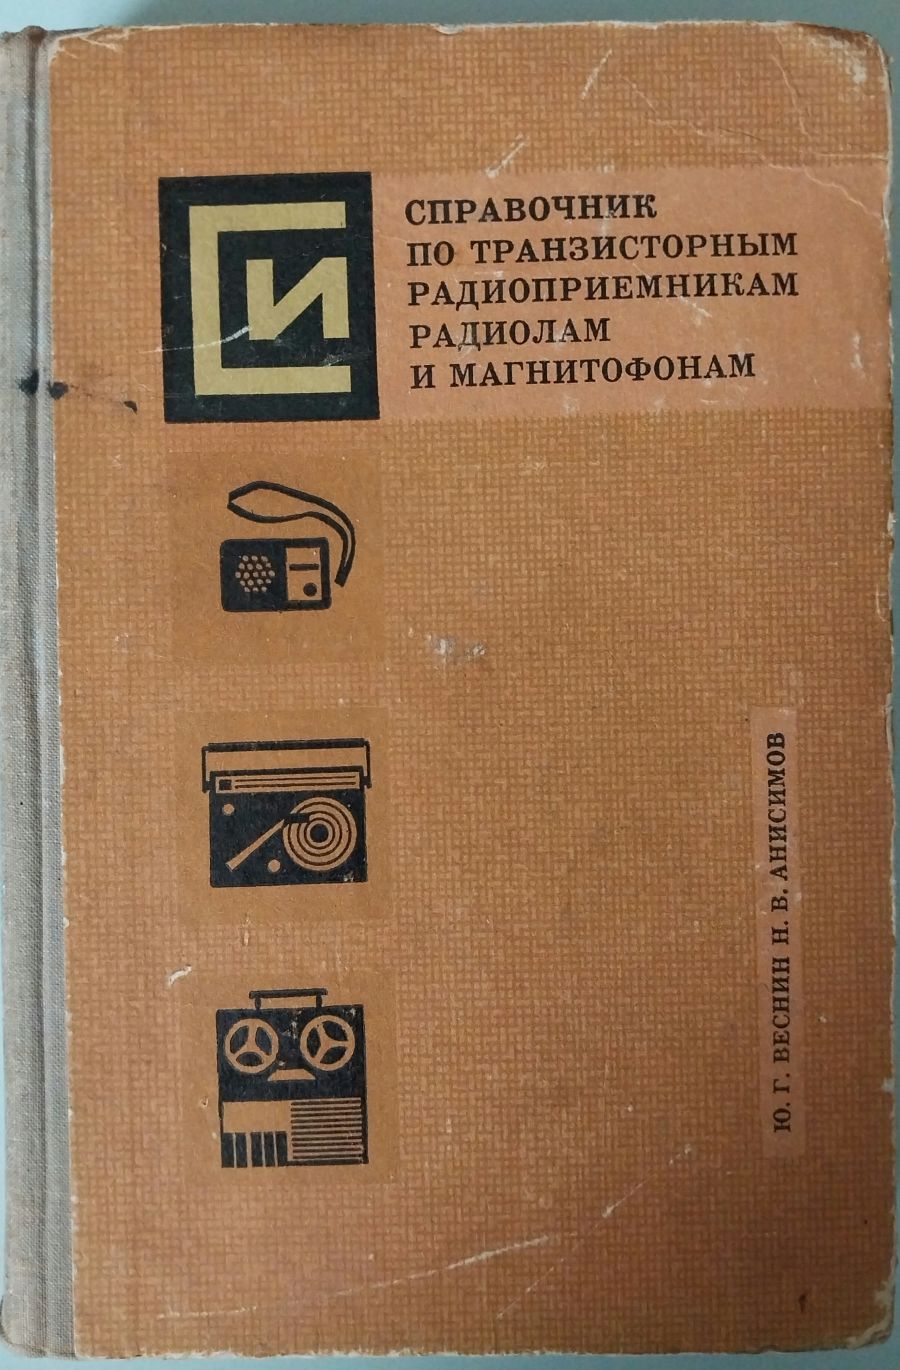 СИ
СПРАВОЧНИК
ПО ТРАНЗИСТОРНЫМ
РАДИОПРИЕМНИКАМ
РАДИОЛАМ
И МАГНИТОФОНАМ
Ю. Г. ВЕСНИН Н. В. АНИСИМОВ